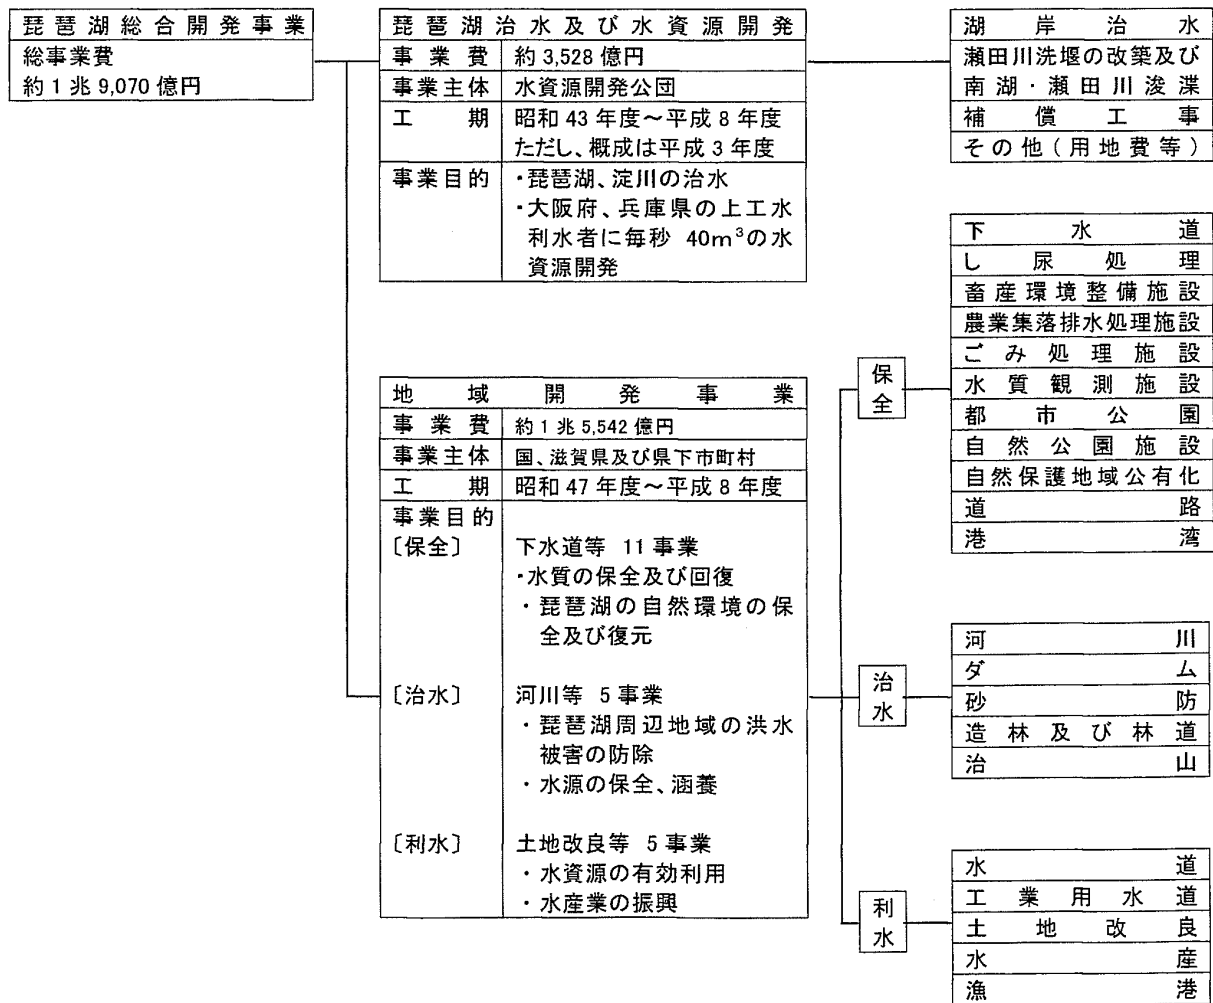 琵琶湖総合開発事業
総事業費
約1兆9,070億円
琵琶湖治水及び水資源開発
事業費 約3,528億円
事業主体 水資源開発公団
工期 昭和43年度～平成8年度
ただし、概成は平成3年度
事業目的 ・琵琶湖、淀川の治水
・大阪府、兵庫県の上工水
利水者に毎秒 40m³の水
資源開発
湖岸治水
瀬田川洗堰の改築及び
南湖・瀬田川浚渫
補償工事
その他(用地費等)
地域開発事業
事業費 約1兆5,542億円
事業主体 国、滋賀県及び県下市町村
工期 昭和47年度～平成8年度
事業目的
〔保全〕 下水道等 11事業
・水質の保全及び回復
・琵琶湖の自然環境の保
全及び復元
〔治水〕 河川等 5事業
・琵琶湖周辺地域の洪水
被害の防除
・水源の保全、涵養
〔利水〕 土地改良等 5事業
・水資源の有効利用
・水産業の振興
保全
下水道
し尿処理
畜産環境整備施設
農業集落排水処理施設
ごみ処理施設
水質観測施設
都市公園
自然公園施設
自然保護地域公有化
道路
港湾
治水
河川
ダム
砂防
造林及び林道
治山
利水
水道
工業用水道
土地改良
水産
漁港